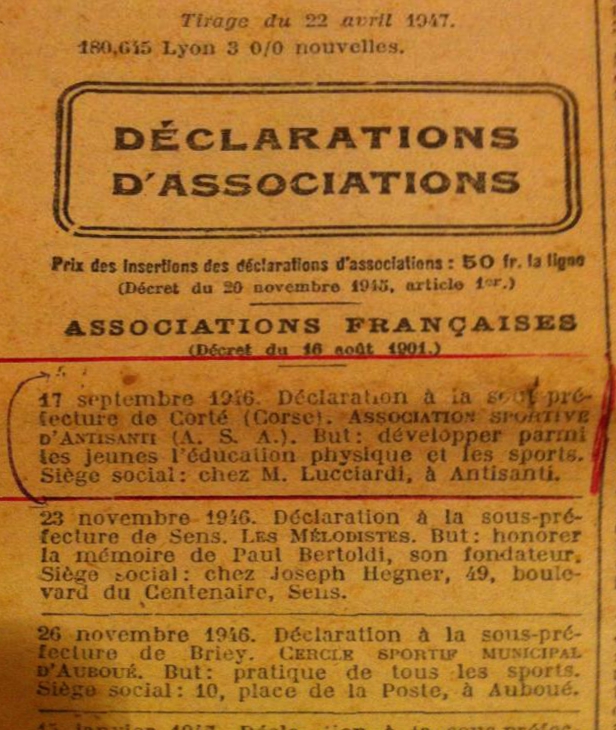 Tirage du 22 avril 1947.
180,645 Lyon 3 0/0 nouvelles.
DÉCLARATIONS
D'ASSOCIATIONS
Prix des insertions des déclarations d'associations : 50 fr. la ligne
(Décret du 20 novembre 1945, article 1er.)
ASSOCIATIONS FRANÇAISES
(Décret du 16 août 1901.)
17 septembre 1946. Déclaration à la sous-pré-
fecture de Corté (Corse). ASSOCIATION SPORTIVE
D'ANTISANTI (A. S. A.). But : développer parmi
les jeunes l'éducation physique et les sports.
Siège social : chez M. Lucciardi, à Antisanti.
23 novembre 1946. Déclaration à la sous-pré-
fecture de Sens. LES MÉLODISTES. But : honorer
la mémoire de Paul Bertoldi, son fondateur.
Siège social : chez Joseph Hegner, 49, boule-
vard du Centenaire, Sens.
26 novembre 1946. Déclaration à la sous-pré-
fecture de Briey. CERCLE SPORTIF MUNICIPAL
D'AUBOUÉ. But : pratique de tous les sports.
Siège social : 10, place de la Poste, à Auboué.